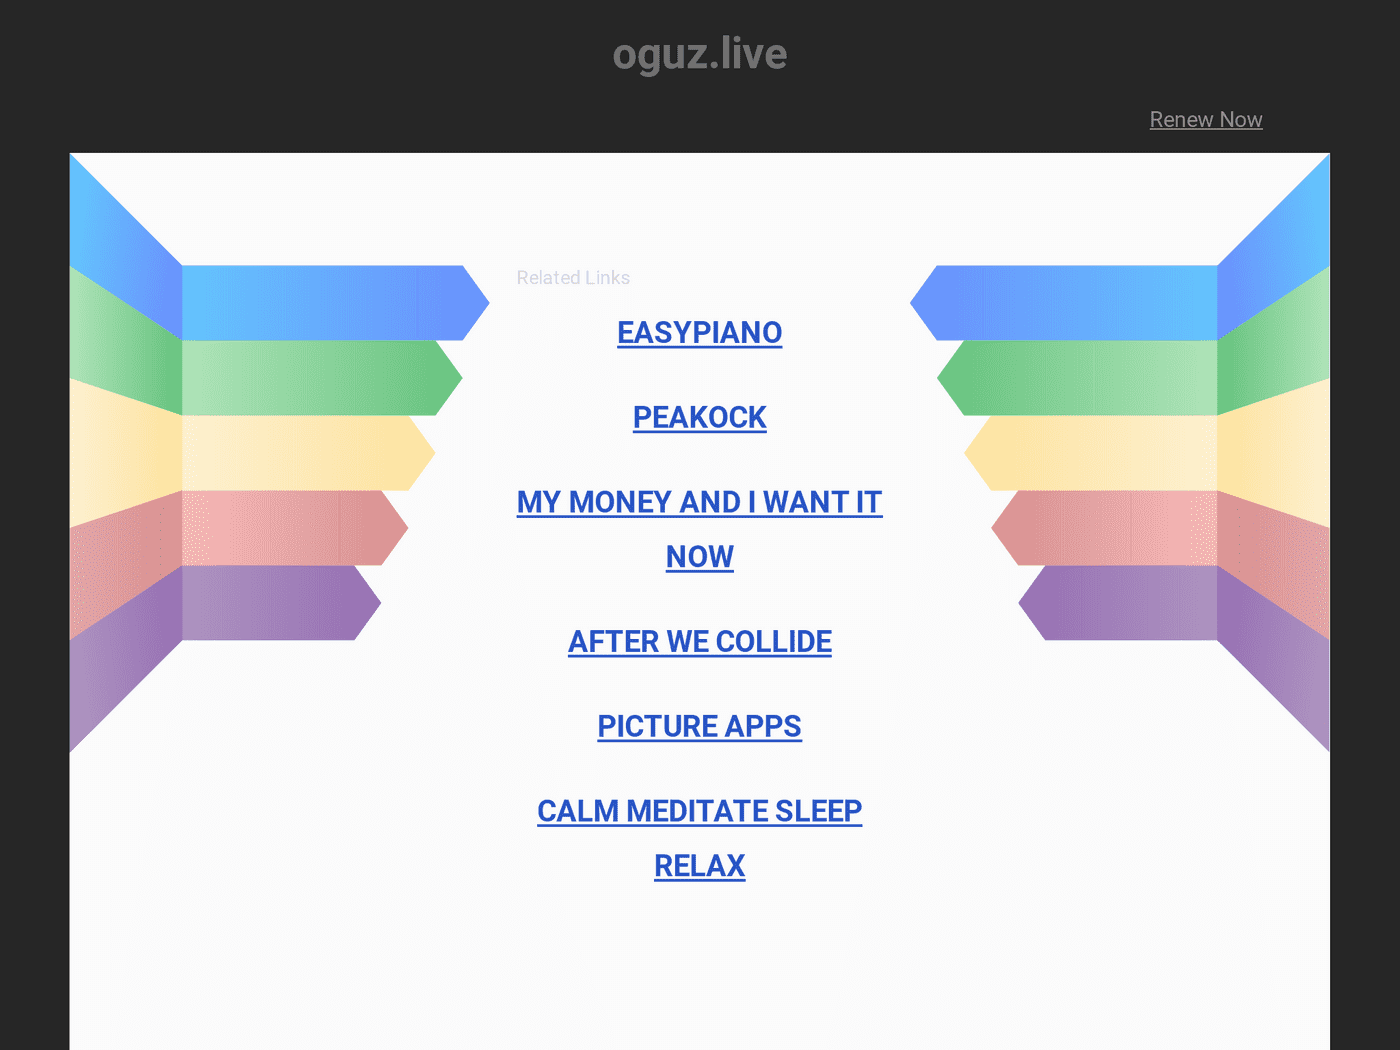 oguz.live
Renew Now
Related Links
EASYPIANO
PEAKOCK
MY MONEY AND I WANT IT
NOW
AFTER WE COLLIDE
PICTURE APPS
CALM MEDITATE SLEEP
RELAX